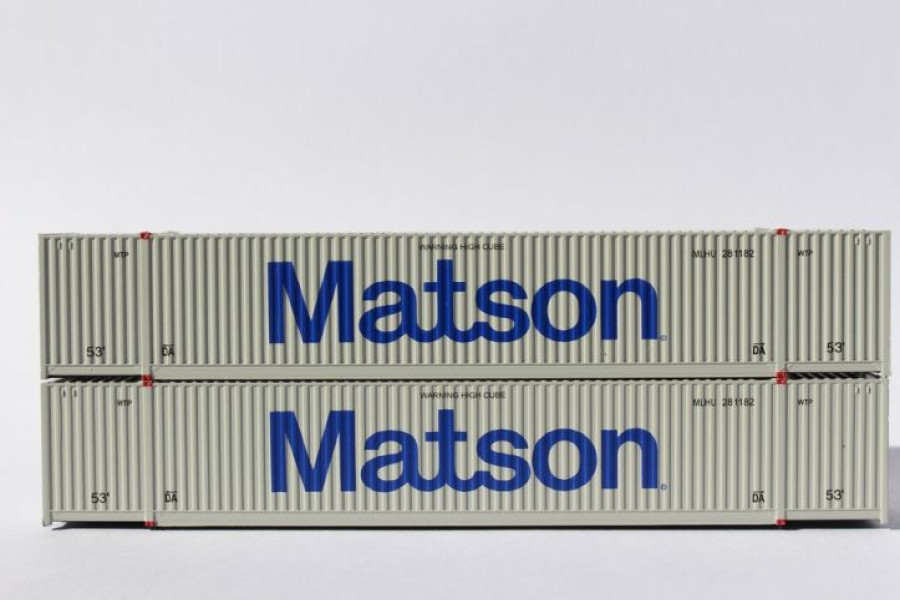 WARNING HIGH CUBE
WTP
MLHU 281182
WTP
Matson
53'
DA
DA
53'
WARNING HIGH CUBE
WTP
MLHU 281182
WTP
Matson
53'
DA
DA
53'